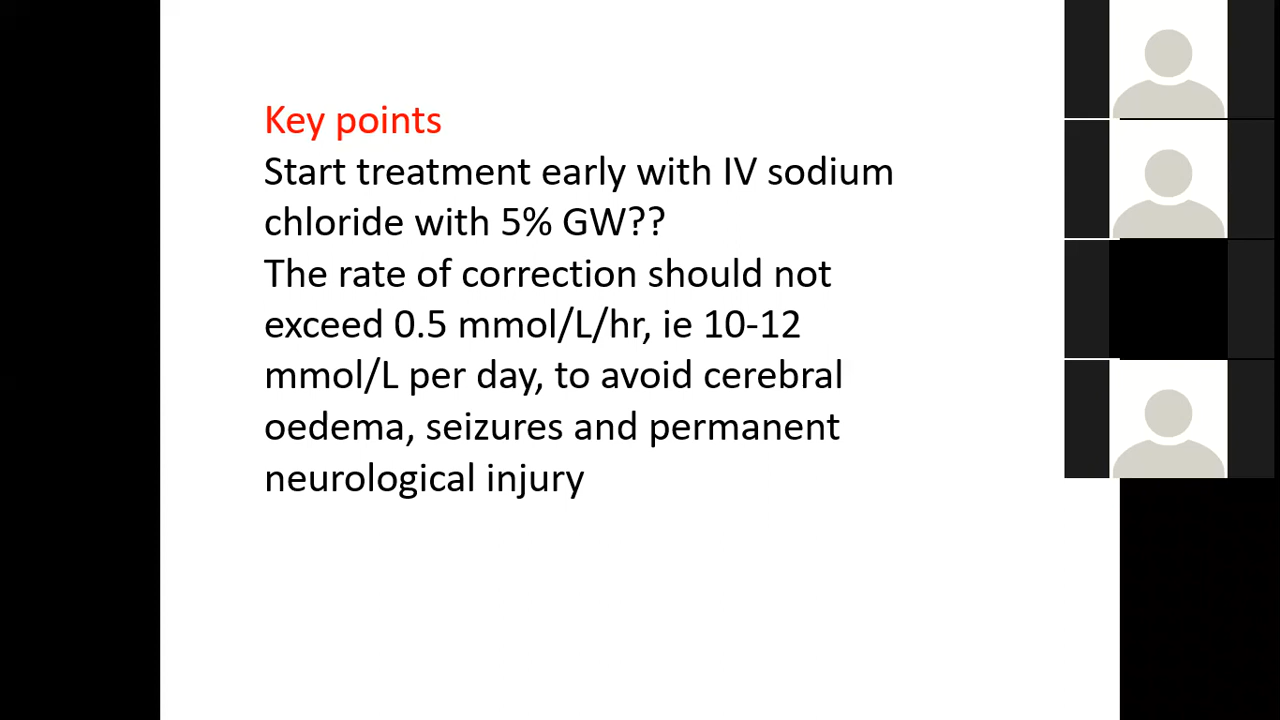 Key points
Start treatment early with IV sodium
chloride with 5% GW??
The rate of correction should not
exceed 0.5 mmol/L/hr, ie 10-12
mmol/L per day, to avoid cerebral
oedema, seizures and permanent
neurological injury